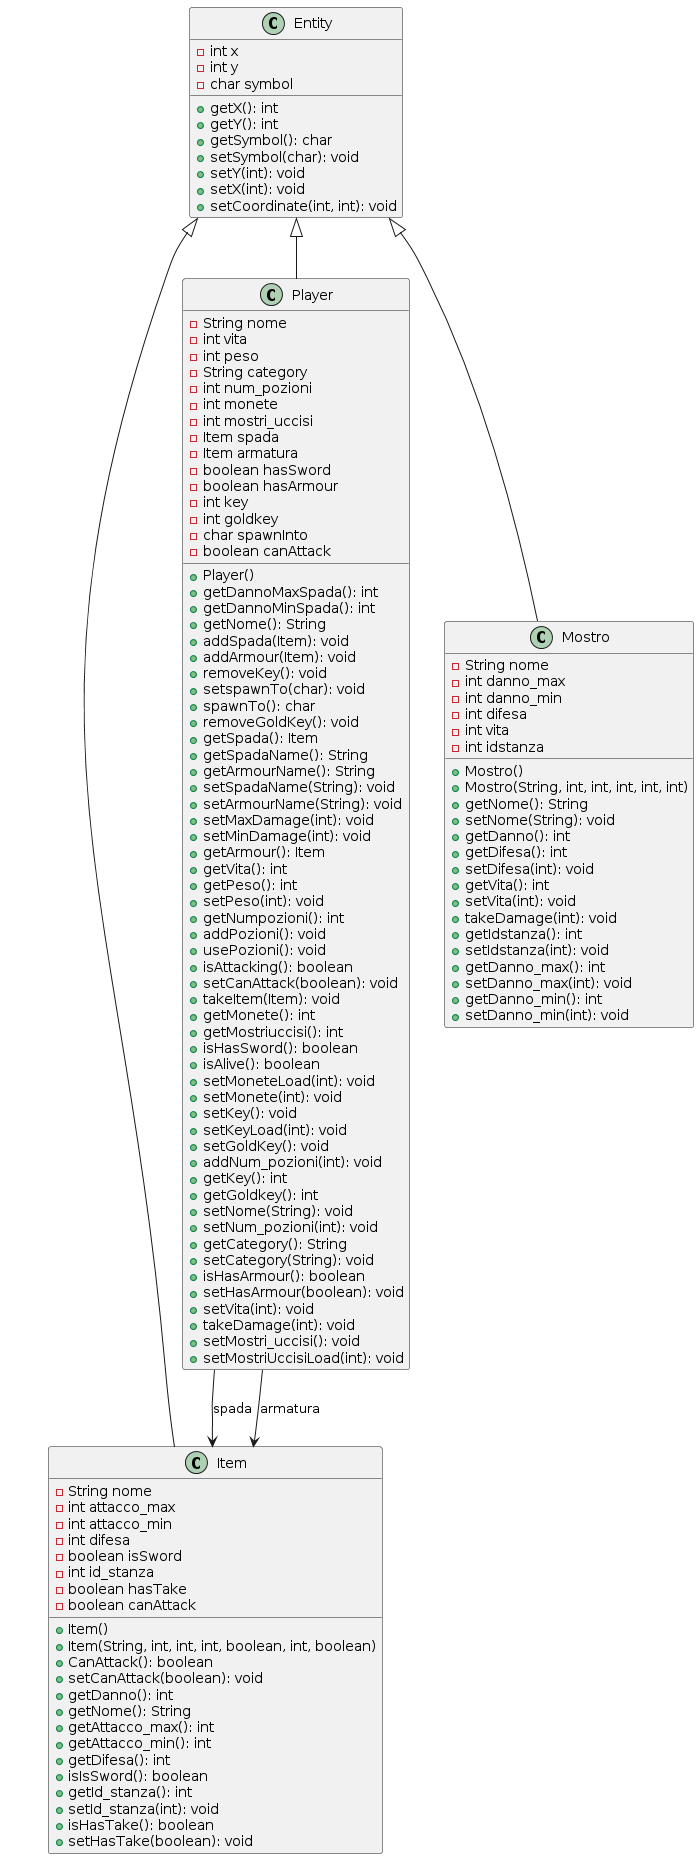 C Entity
int x
int y
char symbol
getX(): int
getY(): int
getSymbol(): char
setSymbol(char): void
setY(int): void
setX(int): void
setCoordinate(int, int): void
C Player
String nome
int vita
int peso
String category
int num_pozioni
int monete
int mostri_uccisi
Item spada
Item armatura
boolean hasSword
boolean hasArmour
int key
int goldkey
char spawnInto
boolean canAttack
Player()
getDannoMaxSpada(): int
getDannoMinSpada(): int
getNome(): String
addSpada(Item): void
addArmour(Item): void
removeKey(): void
setspawnTo(char): void
spawnTo(): char
removeGoldKey(): void
getSpada(): Item
getSpadaName(): String
getArmourName(): String
setSpadaName(String): void
setArmourName(String): void
setMaxDamage(int): void
setMinDamage(int): void
getArmour(): Item
getVita(): int
getPeso(): int
setPeso(int): void
getNumpozioni(): int
addPozioni(): void
usePozioni(): void
isAttacking(): boolean
setCanAttack(boolean): void
takeItem(Item): void
getMonete(): int
getMostriuccisi(): int
isHasSword(): boolean
isAlive(): boolean
setMoneteLoad(int): void
setMonete(int): void
setKey(): void
setKeyLoad(int): void
setGoldKey(): void
addNum_pozioni(int): void
getKey(): int
getGoldkey(): int
setNome(String): void
setNum_pozioni(int): void
getCategory(): String
setCategory(String): void
isHasArmour(): boolean
setHasArmour(boolean): void
setVita(int): void
takeDamage(int): void
setMostri_uccisi(): void
setMostriUccisiLoad(int): void
C Mostro
String nome
int danno_max
int danno_min
int difesa
int vita
int idstanza
Mostro()
Mostro(String, int, int, int, int, int)
getNome(): String
setNome(String): void
getDanno(): int
getDifesa(): int
setDifesa(int): void
getVita(): int
setVita(int): void
takeDamage(int): void
getIdstanza(): int
setIdstanza(int): void
getDanno_max(): int
setDanno_max(int): void
getDanno_min(): int
setDanno_min(int): void
spada
armatura
C Item
String nome
int attacco_max
int attacco_min
int difesa
boolean isSword
int id_stanza
boolean hasTake
boolean canAttack
Item()
Item(String, int, int, int, boolean, int, boolean)
CanAttack(): boolean
setCanAttack(boolean): void
getDanno(): int
getNome(): String
getAttacco_max(): int
getAttacco_min(): int
getDifesa(): int
isIsSword(): boolean
getId_stanza(): int
setId_stanza(int): void
isHasTake(): boolean
setHasTake(boolean): void